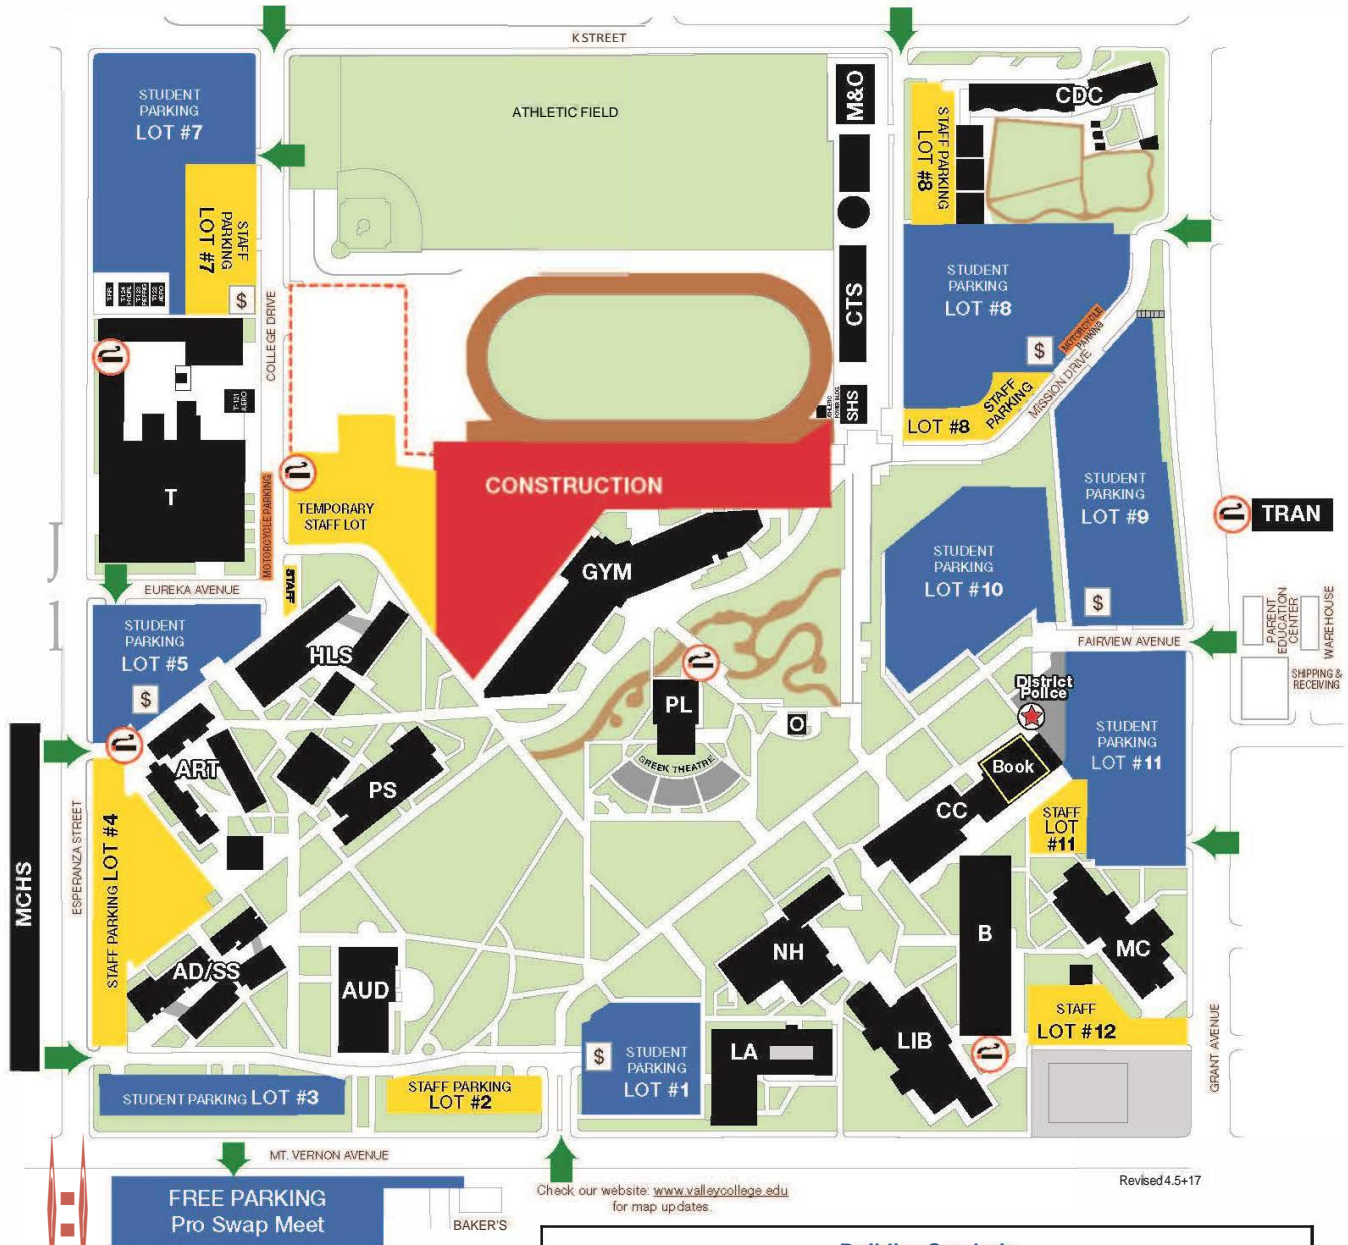 K STREET
STUDENT
PARKING
LOT #7
ATHLETIC FIELD
M&O
CDC
STAFF PARKING
LOT #8
STAFF
PARKING
LOT #7
$
COLLEGE DRIVE
CTS
STUDENT
PARKING
LOT #8
$
MOTORCYCLE
PARKING
MISSION DRIVE
STAFF
PARKING
LOT #8
SHS
T-121
AERO
T
MOTORCYCLE PARKING
TEMPORARY
STAFF LOT
CONSTRUCTION
STUDENT
PARKING
LOT #9
$
TRAN
J
GYM
STUDENT
PARKING
LOT #10
EUREKA AVENUE
STAFF
STUDENT
PARKING
LOT #5
$
HLS
FAIRVIEW AVENUE
PARENT
EDUCATION
CENTER
WAREHOUSE
SHIPPING &
RECEIVING
1
District
Police
PL
O
GREEK THEATRE
STUDENT
PARKING
LOT #11
ART
PS
Book
CC
STAFF
LOT
#11
MCHS
ESPERANZA STREET
STAFF PARKING LOT #4
AD/SS
AUD
NH
B
MC
LIB
LA
STAFF
LOT #12
GRANT AVENUE
$
STUDENT
PARKING
LOT #1
STUDENT PARKING LOT #3
STAFF PARKING
LOT #2
MT. VERNON AVENUE
FREE PARKING
Pro Swap Meet
BAKER'S
Check our website: www.valleycollege.edu
for map updates.
Revised 4.5+17